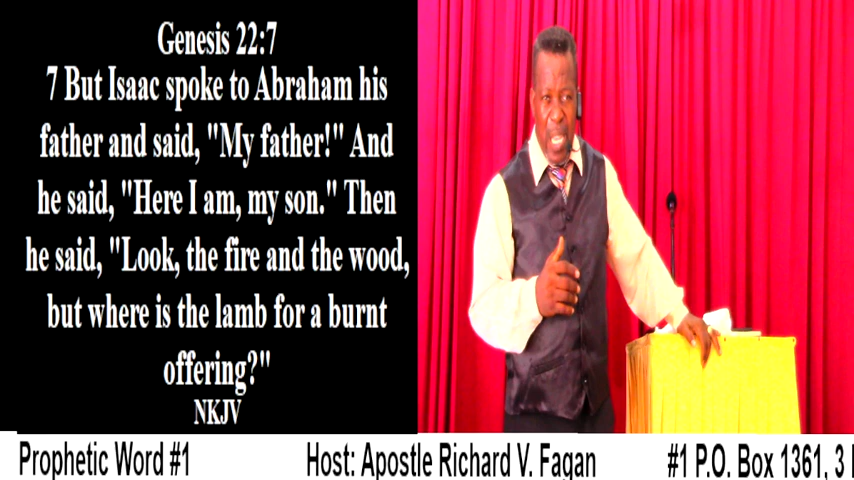 Genesis 22:7
7 But Isaac spoke to Abraham his
father and said, "My father!" And
he said, "Here I am, my son." Then
he said, "Look, the fire and the wood,
but where is the lamb for a burnt
offering?"
NKJV
Prophetic Word #1 Host: Apostle Richard V. Fagan #1 P.O. Box 1361, 3